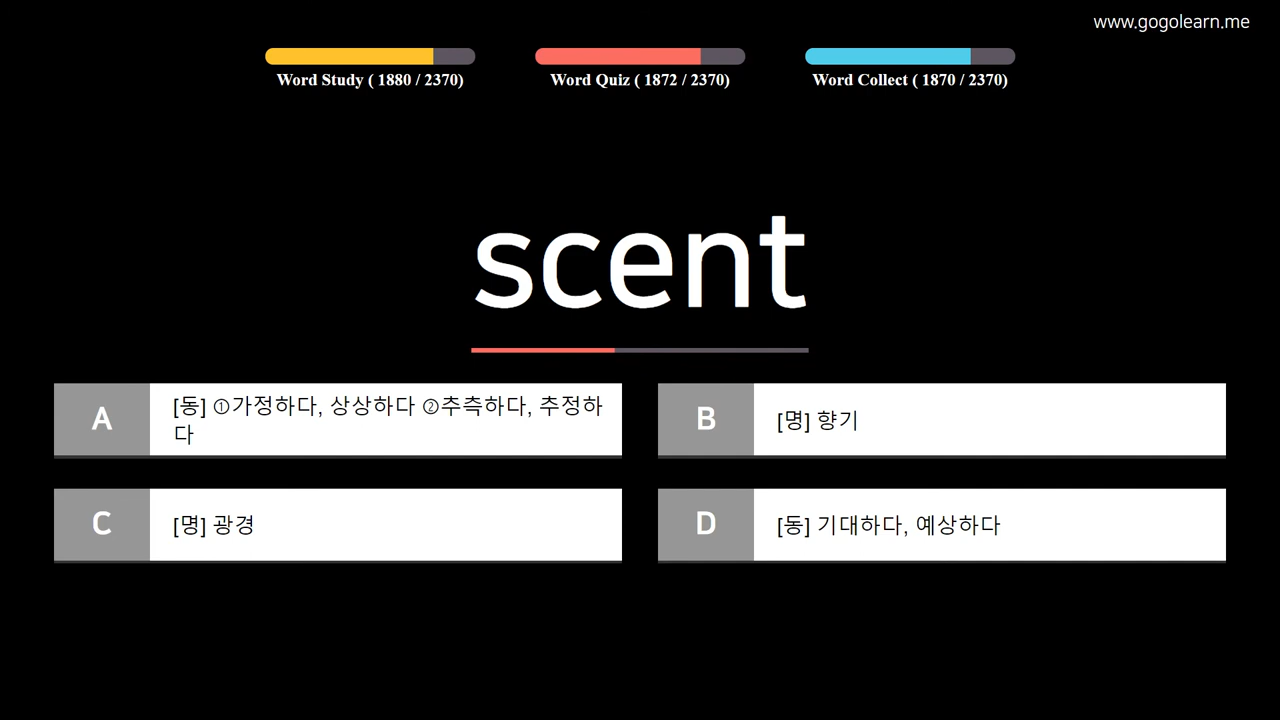 www.gogolearn.me
Word Study ( 1880 / 2370)
Word Quiz ( 1872 / 2370)
Word Collect ( 1870 / 2370)
scent
A
[동] ①가정하다, 상상하다 ②추측하다, 추정하
다
B
[명] 향기
C
[명] 광경
D
[동] 기대하다, 예상하다